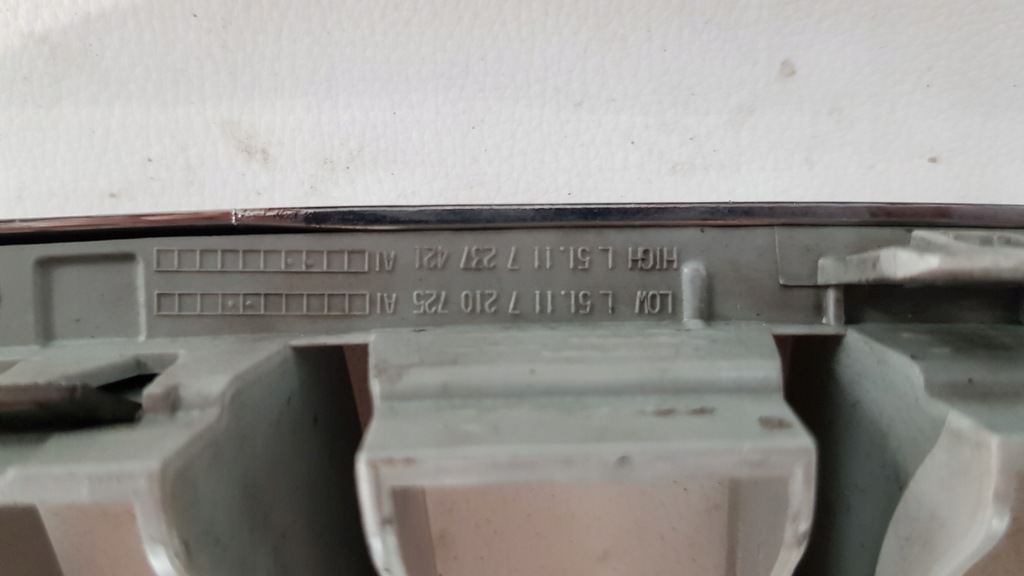 LOW L 51.11 7 210 725 AI
HIGH L 51.11 7 237 421 AI